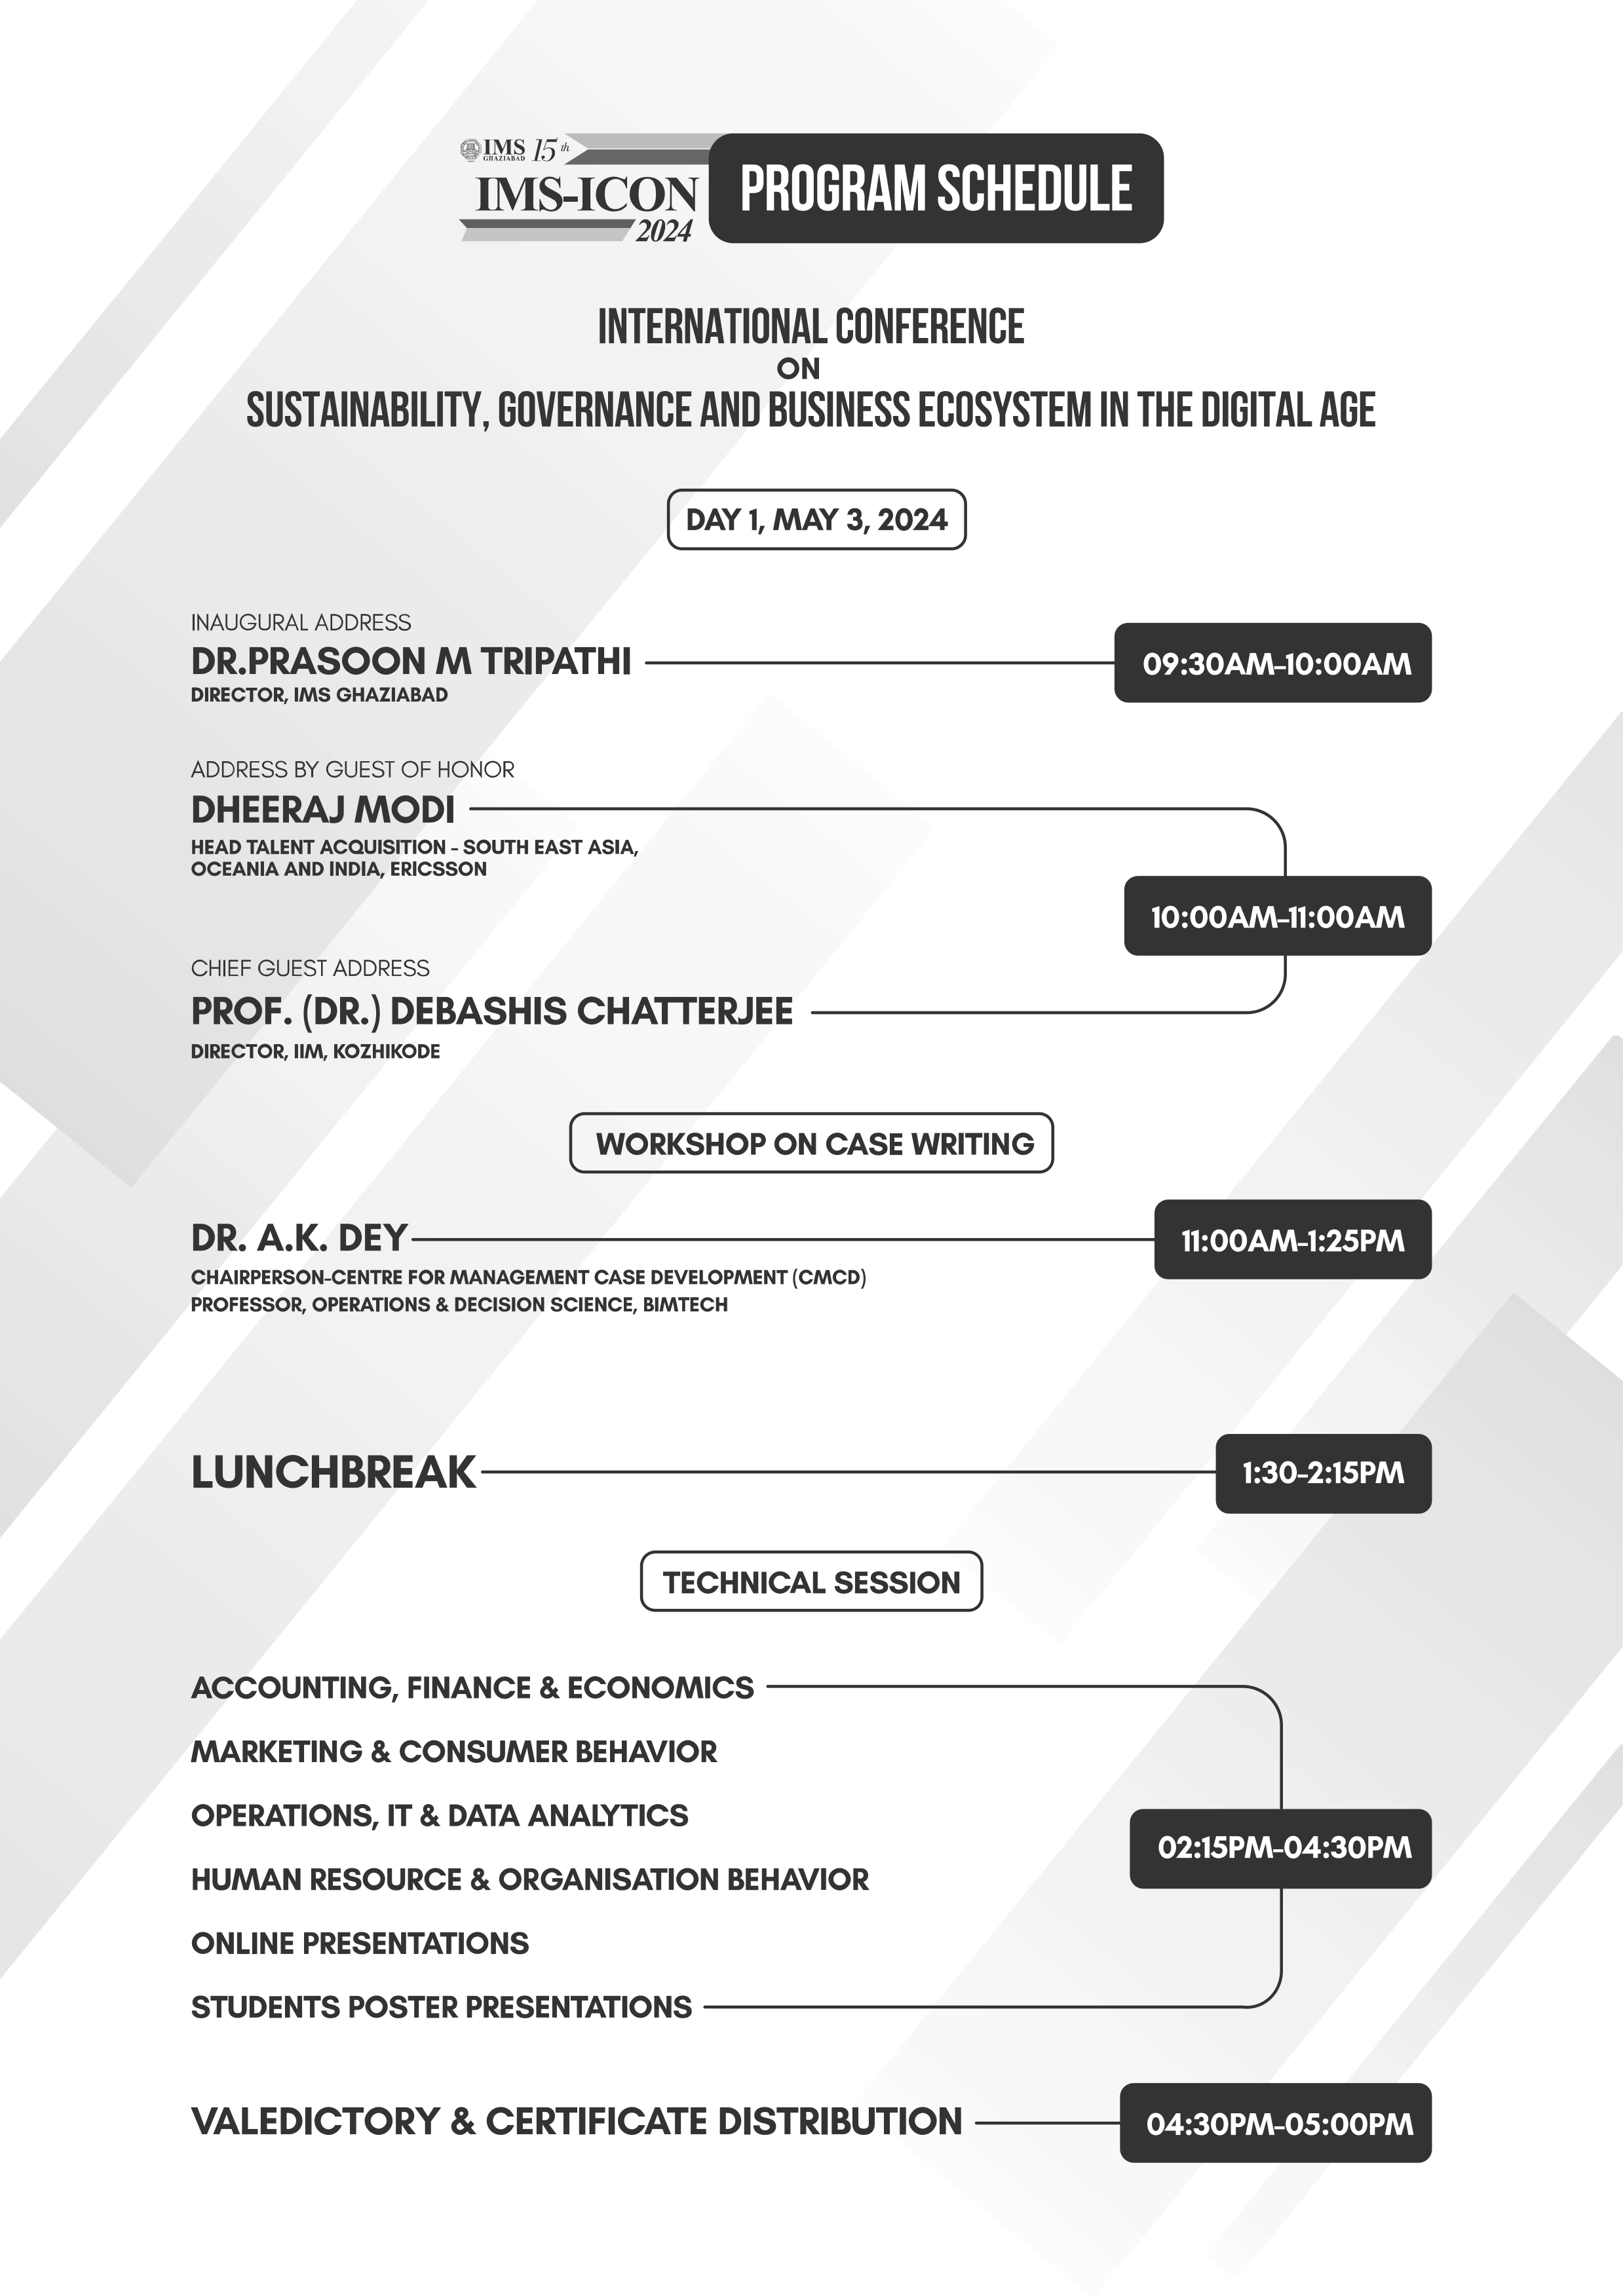 IMS 15th
GHAZIABAD
IMS-ICON
2024
PROGRAM SCHEDULE
INTERNATIONAL CONFERENCE
ON
SUSTAINABILITY, GOVERNANCE AND BUSINESS ECOSYSTEM IN THE DIGITAL AGE
DAY 1, MAY 3, 2024
INAUGURAL ADDRESS
DR.PRASOON M TRIPATHI
DIRECTOR, IMS GHAZIABAD
09:30AM-10:00AM
ADDRESS BY GUEST OF HONOR
DHEERAJ MODI
HEAD TALENT ACQUISITION - SOUTH EAST ASIA,
OCEANIA AND INDIA, ERICSSON
10:00AM-11:00AM
CHIEF GUEST ADDRESS
PROF. (DR.) DEBASHIS CHATTERJEE
DIRECTOR, IIM, KOZHIKODE
WORKSHOP ON CASE WRITING
DR. A.K. DEY
11:00AM-1:25PM
CHAIRPERSON-CENTRE FOR MANAGEMENT CASE DEVELOPMENT (CMCD)
PROFESSOR, OPERATIONS & DECISION SCIENCE, BIMTECH
LUNCHBREAK
1:30-2:15PM
TECHNICAL SESSION
ACCOUNTING, FINANCE & ECONOMICS
MARKETING & CONSUMER BEHAVIOR
OPERATIONS, IT & DATA ANALYTICS
02:15PM-04:30PM
HUMAN RESOURCE & ORGANISATION BEHAVIOR
ONLINE PRESENTATIONS
STUDENTS POSTER PRESENTATIONS
VALEDICTORY & CERTIFICATE DISTRIBUTION
04:30PM-05:00PM